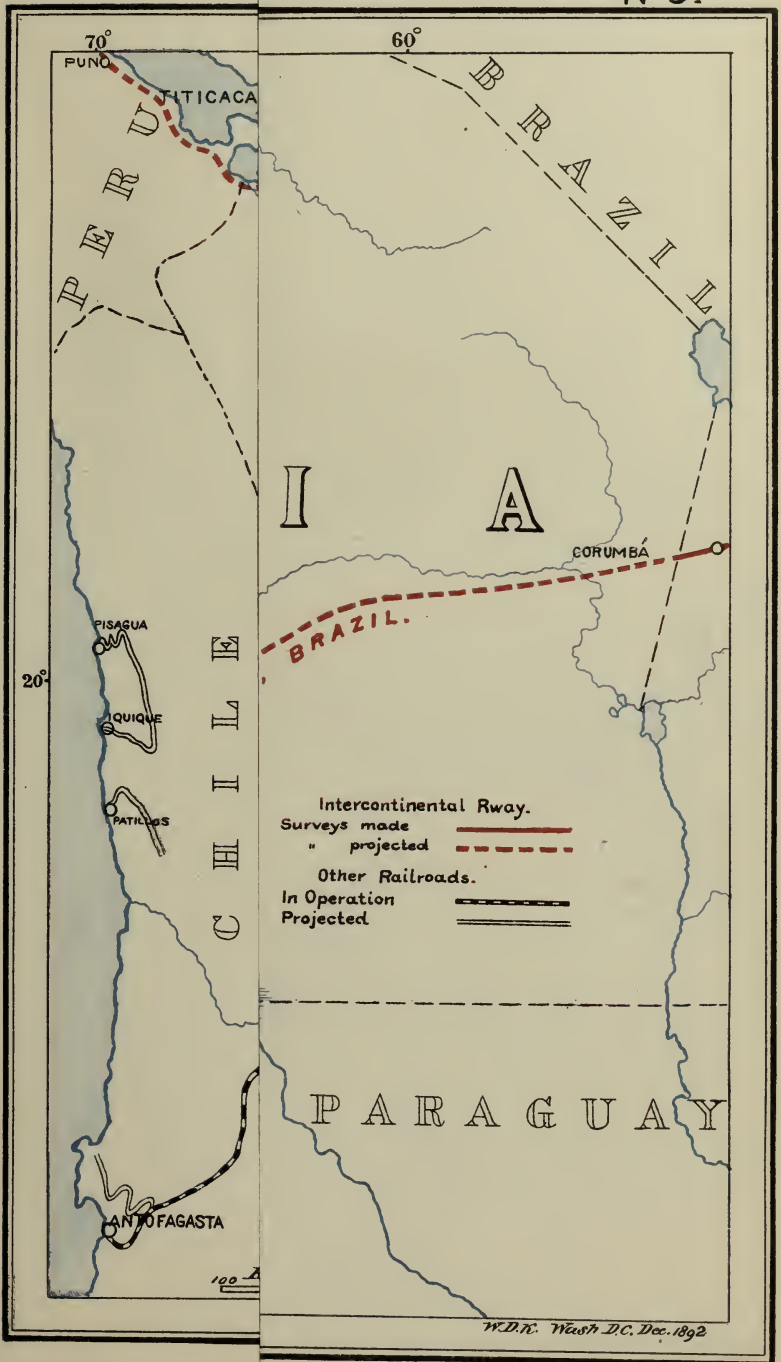 70°
60°
PUNO
TITICACA
PERU
BRAZIL
I A
CORUMBÁ
BRAZIL.
PISAGUA
20°
IQUIQUE
PATILLOS
CHILE
Intercontinental Rway.
Surveys made
" projected
Other Railroads.
In Operation
Projected
PARAGUAY
ANTOFAGASTA
100
W.D.K. Wash D.C. Dec. 1892